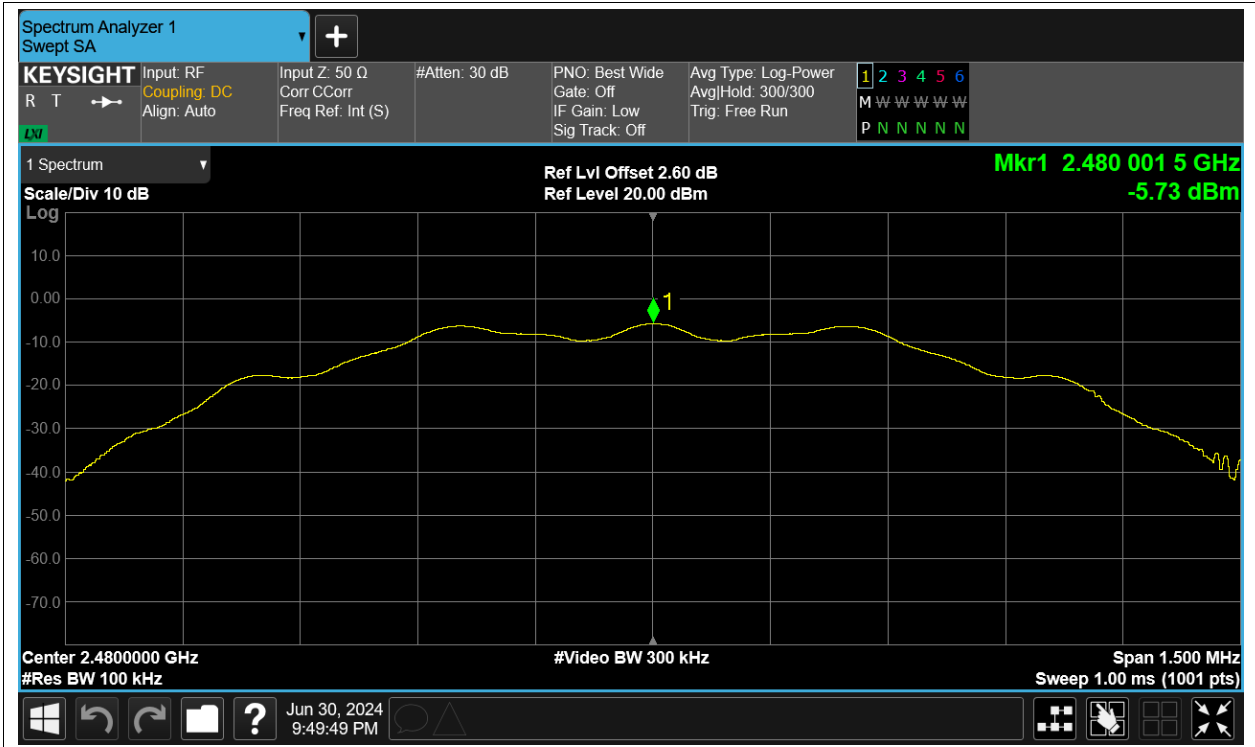 Spectrum Analyzer 1
Swept SA
KEYSIGHT
R T
LXI
Input: RF
Coupling: DC
Align: Auto
Input Z: 50 Ω
Corr CCorr
Freq Ref: Int (S)
#Atten: 30 dB
PNO: Best Wide
Gate: Off
IF Gain: Low
Sig Track: Off
Avg Type: Log-Power
Avg|Hold: 300/300
Trig: Free Run
1 2 3 4 5 6
M W W W W W W
P N N N N N
1 Spectrum
Scale/Div 10 dB
Ref Lvl Offset 2.60 dB
Ref Level 20.00 dBm
Mkr1 2.480 001 5 GHz
-5.73 dBm
Log
10.0
0.00
-10.0
-20.0
-30.0
-40.0
-50.0
-60.0
-70.0
1
Center 2.4800000 GHz
#Res BW 100 kHz
#Video BW 300 kHz
Span 1.500 MHz
Sweep 1.00 ms (1001 pts)
?
Jun 30, 2024
9:49:49 PM